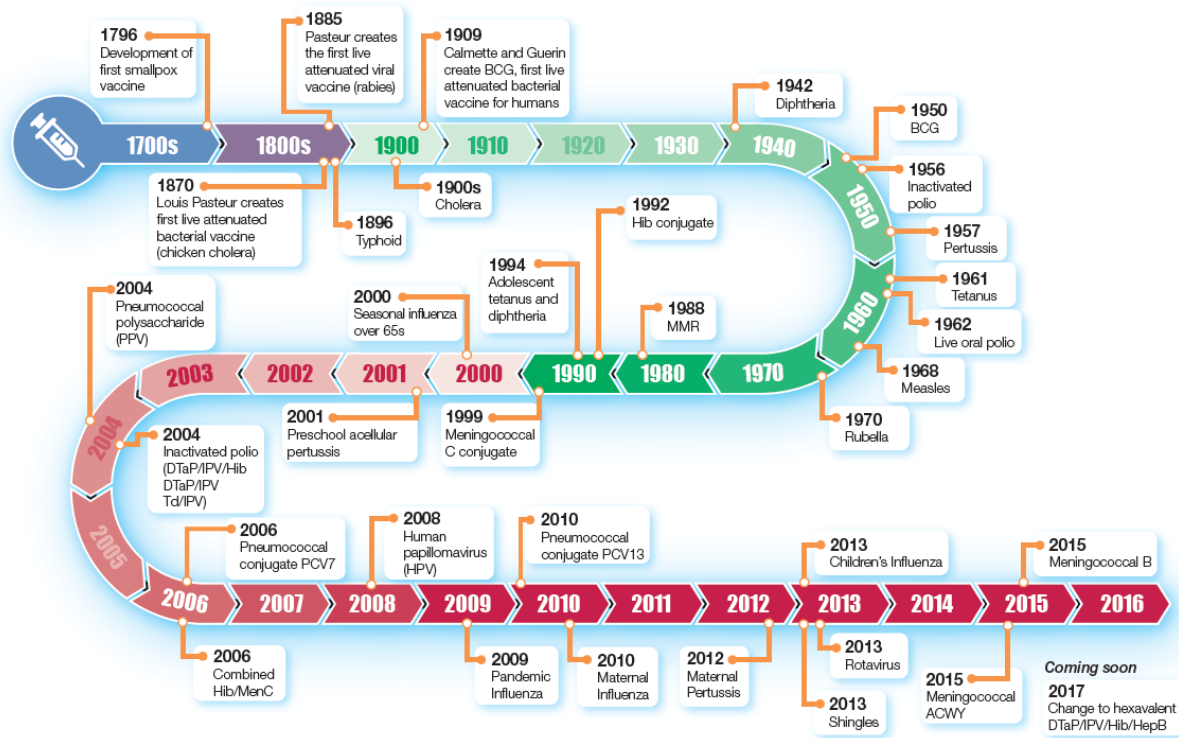 1796
Development of
first smallpox
vaccine
1885
Pasteur creates
the first live
attenuated viral
vaccine (rabies)
1909
Calmette and Guerin
create BCG, first live
attenuated bacterial
vaccine for humans
1942
Diphtheria
1950
BCG
1956
Inactivated
polio
1957
Pertussis
1700s
1800s
1900
1910
1920
1930
1940
1950
1960
1870
Louis Pasteur creates
first live attenuated
bacterial vaccine
(chicken cholera)
1896
Typhoid
1900s
Cholera
1961
Tetanus
1962
Live oral polio
1968
Measles
1970
Rubella
1992
Hib conjugate
1994
Adolescent
tetanus and
diphtheria
1988
MMR
2000
Seasonal influenza
over 65s
2004
Pneumococcal
polysaccharide
(PPV)
1970
1980
1990
2000
2001
2002
2003
2004
2005
1999
Meningococcal
C conjugate
2001
Preschool acellular
pertussis
2004
Inactivated polio
(DTaP/IPV/Hib
DTaP/IPV
Td/IPV)
2006
Pneumococcal
conjugate PCV7
2008
Human
papillomavirus
(HPV)
2010
Pneumococcal
conjugate PCV13
2013
Children's Influenza
2015
Meningococcal B
2006
2007
2008
2009
2010
2011
2012
2013
2014
2015
2016
2006
Combined
Hib/MenC
2009
Pandemic
Influenza
2010
Maternal
Influenza
2012
Maternal
Pertussis
2013
Shingles
2013
Rotavirus
2015
Meningococcal
ACWY
Coming soon
2017
Change to hexavalent
DTaP/IPV/Hib/HepB